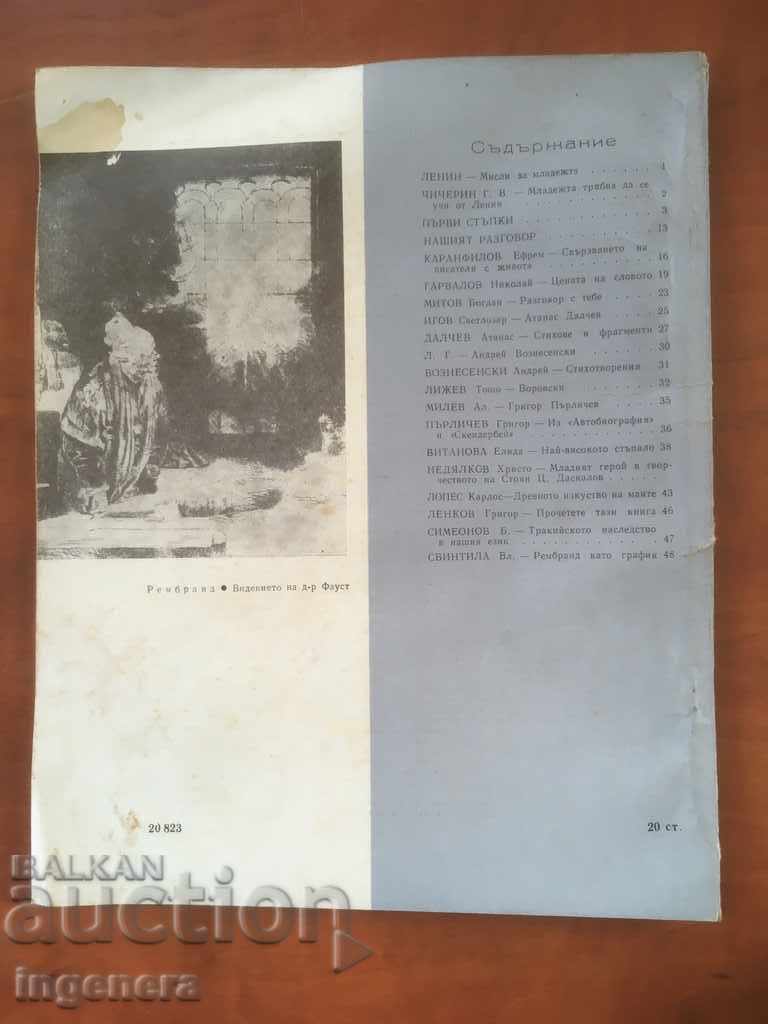 Съдържание
ЛЕНИН — Мисли за младежта . . . . . . 1
ЧИЧЕРИН Г. В. — Младежта трябва да се
учи от Ленин . . . . . . . . . . 2
ПЪРВИ СТЪПКИ . . . . . . . . . . 3
НАШИЯТ РАЗГОВОР . . . . . . . . 13
КАРАНФИЛОВ Ефрем — Свързването на
писателя с живота . . . . . . . . 16
ГАРВАЛОВ Николай — Цената на словото 19
МИТОВ Богдан — Разговор с тебе . . . . 23
ИГОВ Светлозар — Атанас Далчев . . . 25
ДАЛЧЕВ Атанас — Стихове и фрагменти 27
Л. Г. — Андрей Вознесенски . . . . . 30
ВОЗНЕСЕНСКИ Андрей — Стихотворения 31
ЛИЖЕВ Тошо — Воровски . . . . . . 32
МИЛЕВ Ал. — Григор Пърличев . . . . 35
ПЪРЛИЧЕВ Григор — Из «Автобиография»
и «Скендербей» . . . . . . . . . 36
ВИТАНОВА Елида — Най-високото стъпало 38
НЕДЯЛКОВ Христо — Младият герой в твор-
чеството на Стоян Ц. Даскалов . . . .
ЛОПЕС Карлос — Древното изкуство на маите 43
ЛЕНКОВ Григор — Прочетете тази книга 46
СИМЕОНОВ Б. — Тракийското наследство
в нашия език . . . . . . . . . . 47
СВИНТИЛА Вл. — Рембранд като график 48
Рембранд ● Видението на д-р Фауст
20 823
20 ст.
BALKAN
auction
ingenera